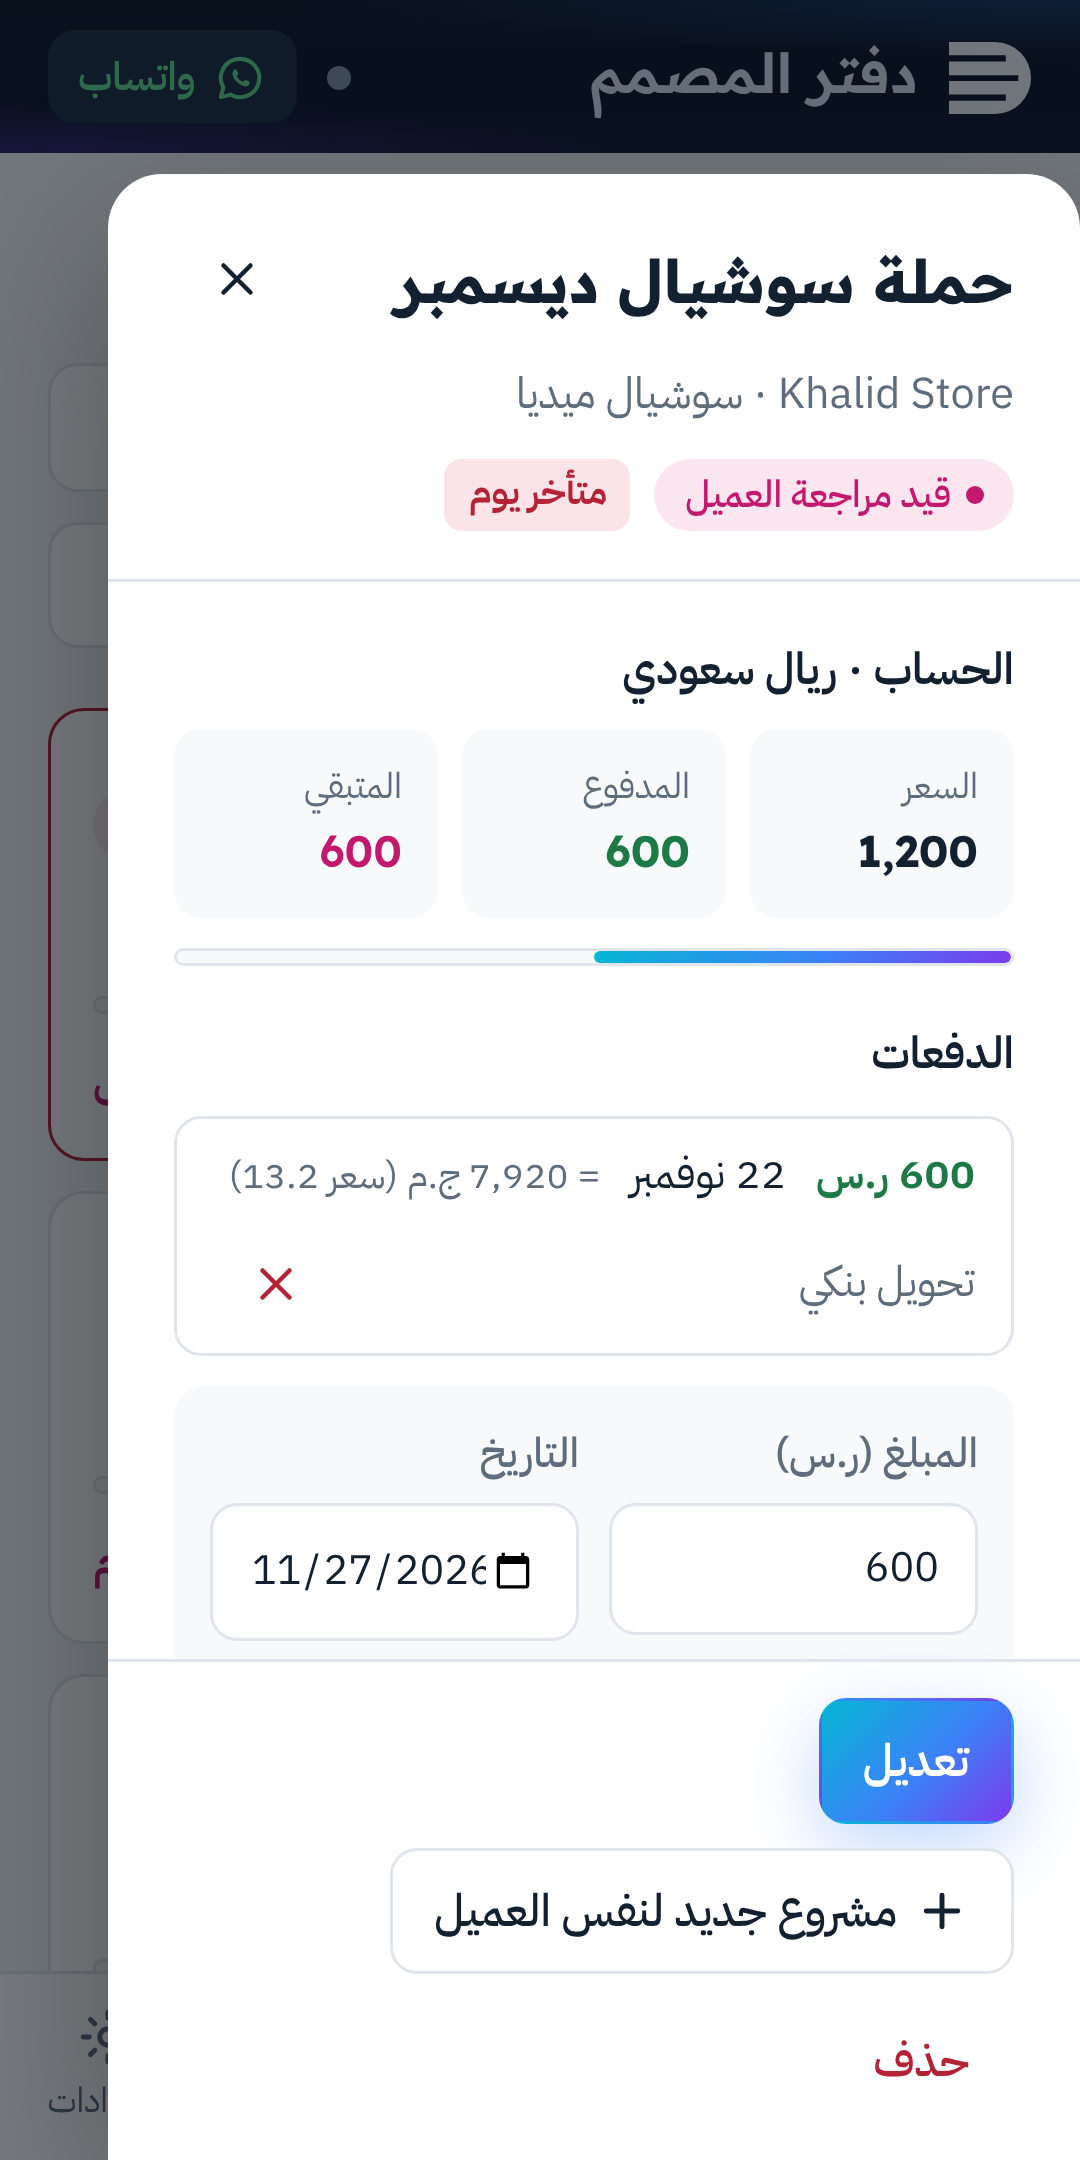 دفتر المصمم
واتساب
حملة سوشيال ديسمبر
Khalid Store · سوشيال ميديا
قيد مراجعة العميل
متأخر يوم
الحساب · ريال سعودي
السعر
المدفوع
المتبقي
1,200
600
600
الدفعات
600 ر.س 22 نوفمبر = 7,920 ج.م (سعر 13.2)
تحويل بنكي
المبلغ (ر.س)
التاريخ
600
11/27/2026
تعديل
مشروع جديد لنفس العميل
حذف